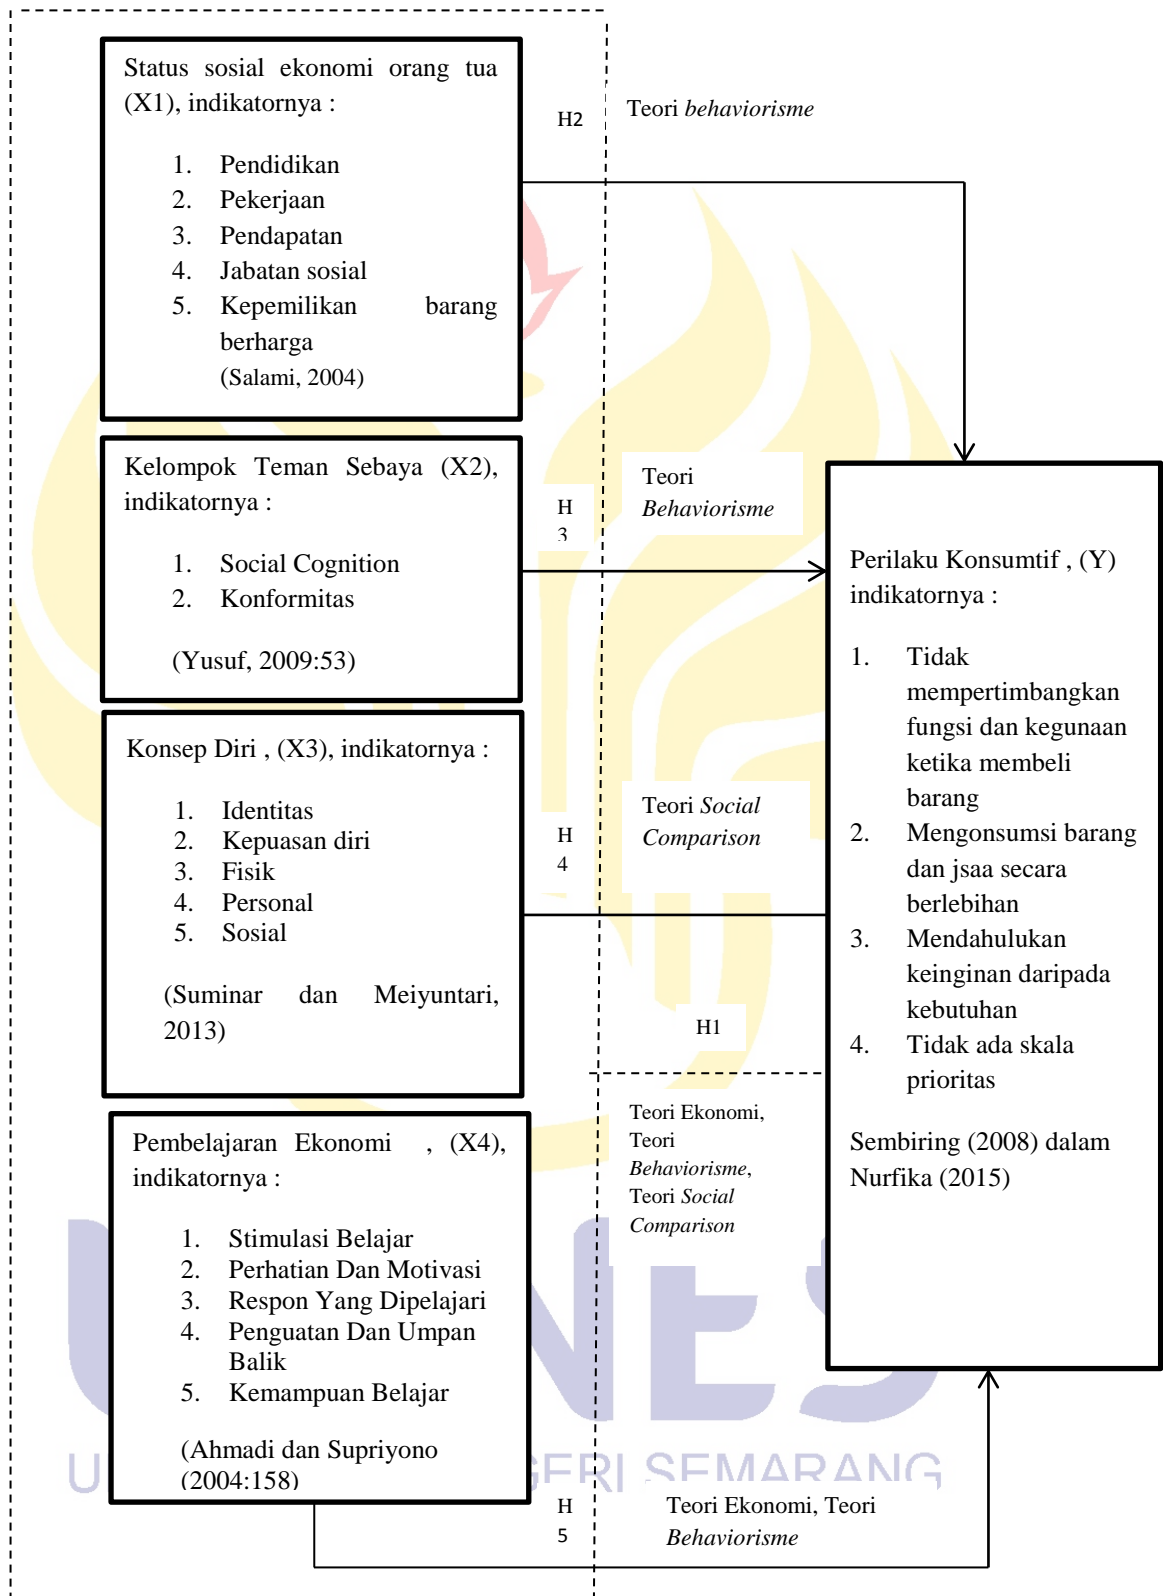 Status sosial ekonomi orang tua
(X1), indikatornya :
1. Pendidikan
2. Pekerjaan
3. Pendapatan
4. Jabatan sosial
5. Kepemilikan barang
berharga
(Salami, 2004)
H2
Teori behaviorisme
Kelompok Teman Sebaya (X2),
indikatornya :
1. Social Cognition
2. Konformitas
(Yusuf, 2009:53)
H
3
Teori
Behaviorisme
Konsep Diri , (X3), indikatornya :
1. Identitas
2. Kepuasan diri
3. Fisik
4. Personal
5. Sosial
(Suminar dan Meiyuntari,
2013)
H
4
Teori Social
Comparison
H1
Teori Ekonomi,
Teori
Behaviorisme,
Teori Social
Comparison
Pembelajaran Ekonomi , (X4),
indikatornya :
1. Stimulasi Belajar
2. Perhatian Dan Motivasi
3. Respon Yang Dipelajari
4. Penguatan Dan Umpan
Balik
5. Kemampuan Belajar
(Ahmadi dan Supriyono
(2004:158)
H
5
Teori Ekonomi, Teori
Behaviorisme
Perilaku Konsumtif , (Y)
indikatornya :
1. Tidak
mempertimbangkan
fungsi dan kegunaan
ketika membeli
barang
2. Mengonsumsi barang
dan jsaa secara
berlebihan
3. Mendahulukan
keinginan daripada
kebutuhan
4. Tidak ada skala
prioritas
Sembiring (2008) dalam
Nurfika (2015)
U NES
U GERI SEMARANG